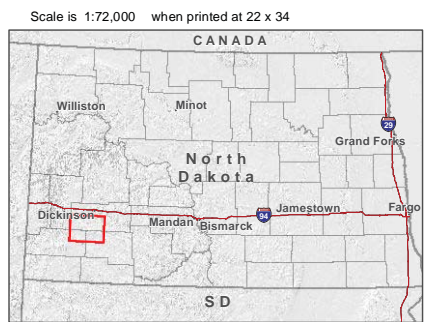 Scale is 1:72,000 when printed at 22 x 34
CANADA
Williston
Minot
29
Grand Forks
North
Dakota
Dickinson
Mandan
Bismarck
94
Jamestown
Fargo
SD